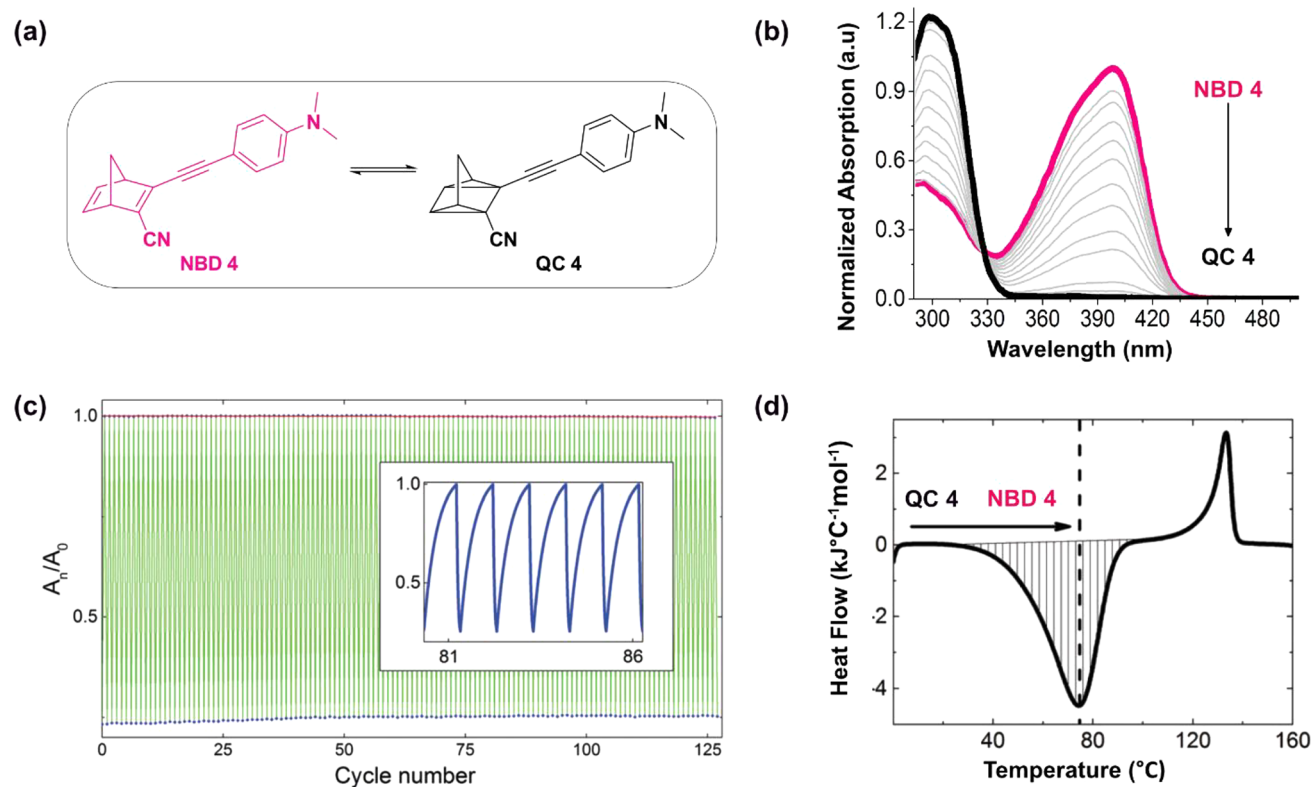 (a)
N
CN
NBD 4
N
CN
QC 4
(b)
Normalized Absorption (a.u)
1.2
0.9
0.6
0.3
0.0
NBD 4
QC 4
300 330 360 390 420 450 480
Wavelength (nm)
(c)
An/A0
1.0
0.5
1.0
0.5
81 86
0 25 50 75 100 125
Cycle number
(d)
Heat Flow (kJ°C-1mol-1)
2
0
-2
-4
QC 4 NBD 4
40 80 120 160
Temperature (°C)